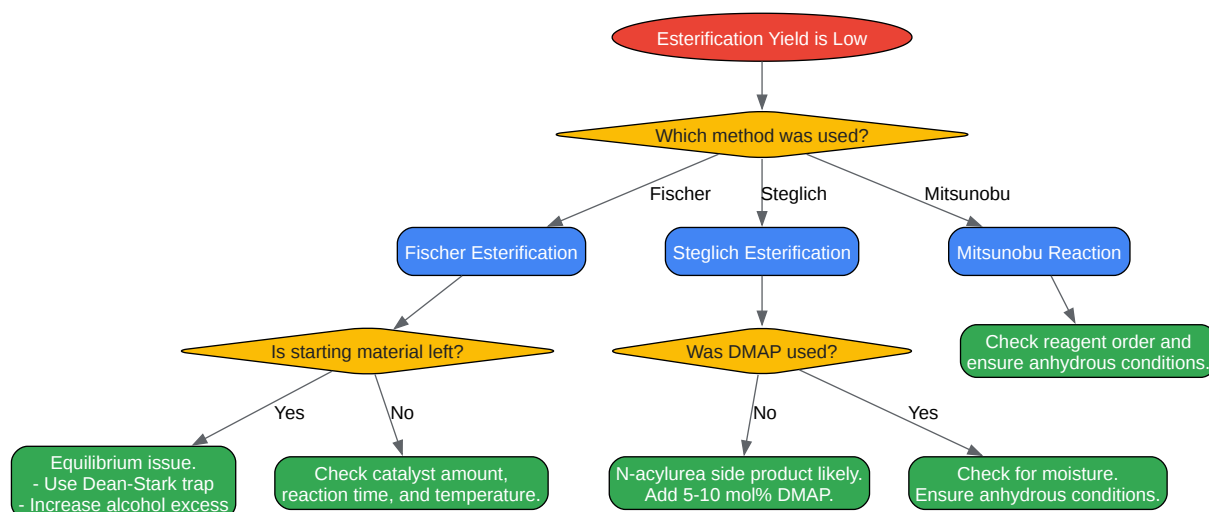 Esterification Yield is Low
Which method was used?
Fischer
Steglich
Mitsunobu
Fischer Esterification
Steglich Esterification
Mitsunobu Reaction
Is starting material left?
Was DMAP used?
Check reagent order and
ensure anhydrous conditions.
Yes
No
No
Yes
Equilibrium issue.
- Use Dean-Stark trap
- Increase alcohol excess
Check catalyst amount,
reaction time, and temperature.
N-acylurea side product likely.
Add 5-10 mol% DMAP.
Check for moisture.
Ensure anhydrous conditions.